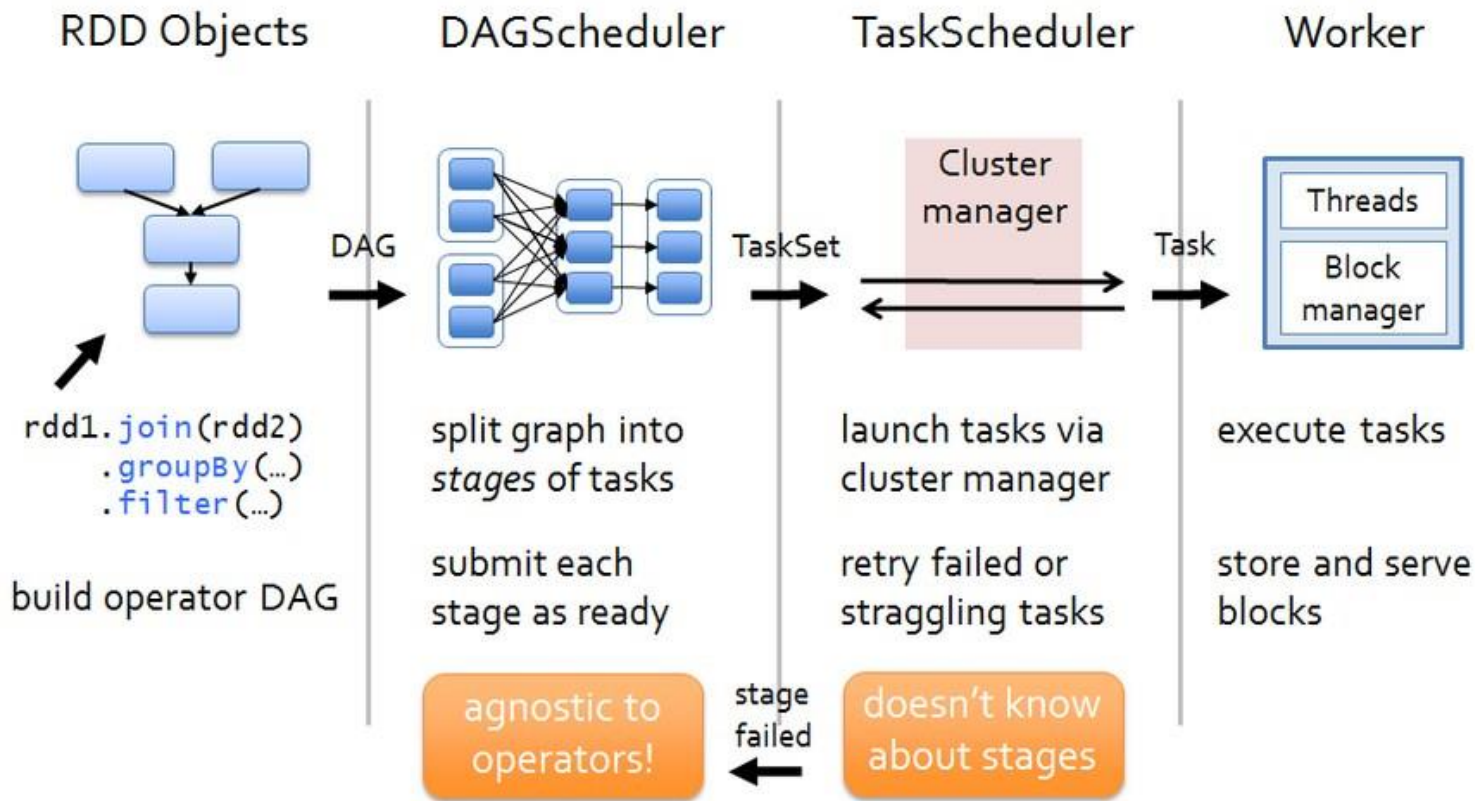 RDD Objects
DAGScheduler
TaskScheduler
Worker
DAG
TaskSet
Cluster
manager
Task
Threads
Block
manager
rdd1.join(rdd2)
.groupBy(…)
.filter(…)
build operator DAG
split graph into
stages of tasks
submit each
stage as ready
agnostic to
operators!
launch tasks via
cluster manager
retry failed or
straggling tasks
stage
failed
doesn't know
about stages
execute tasks
store and serve
blocks